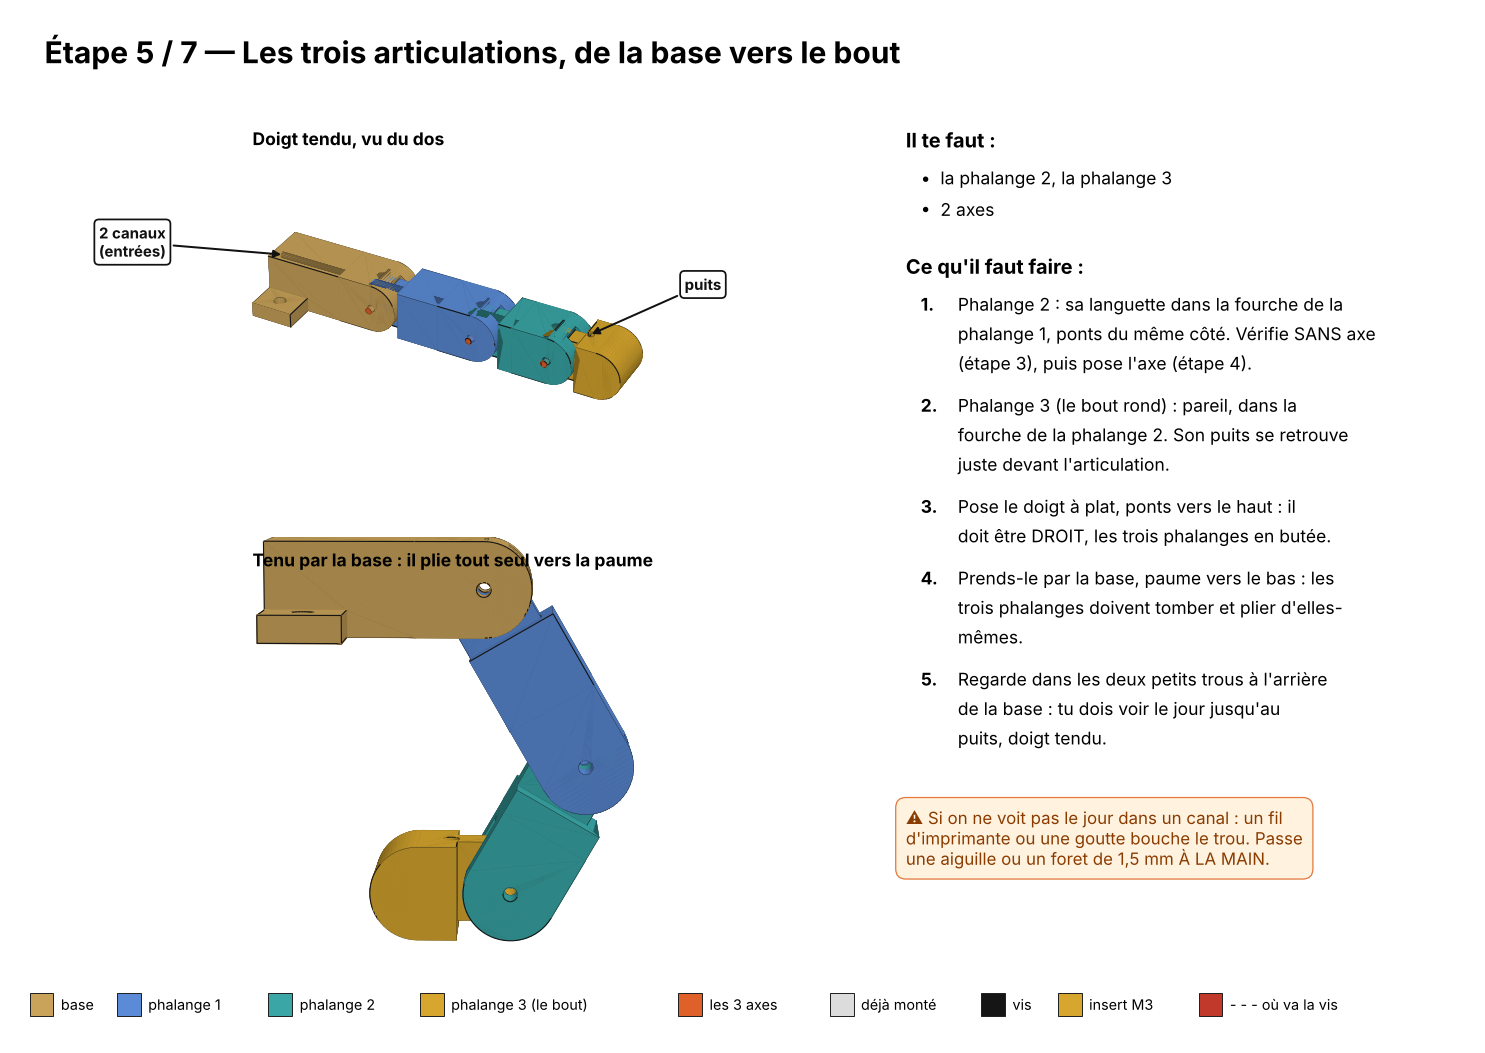 Étape 5 / 7 — Les trois articulations, de la base vers le bout
Doigt tendu, vu du dos
2 canaux
(entrées)
puits
Tenu par la base : il plie tout seul vers la paume
Il te faut :
• la phalange 2, la phalange 3
• 2 axes
Ce qu'il faut faire :
1. Phalange 2 : sa languette dans la fourche de la
phalange 1, ponts du même côté. Vérifie SANS axe
(étape 3), puis pose l'axe (étape 4).
2. Phalange 3 (le bout rond) : pareil, dans la
fourche de la phalange 2. Son puits se retrouve
juste devant l'articulation.
3. Pose le doigt à plat, ponts vers le haut : il
doit être DROIT, les trois phalanges en butée.
4. Prends-le par la base, paume vers le bas : les
trois phalanges doivent tomber et plier d'elles-
mêmes.
5. Regarde dans les deux petits trous à l'arrière
de la base : tu dois voir le jour jusqu'au
puits, doigt tendu.
⚠ Si on ne voit pas le jour dans un canal : un fil
d'imprimante ou une goutte bouche le trou. Passe
une aiguille ou un foret de 1,5 mm À LA MAIN.
base
phalange 1
phalange 2
phalange 3 (le bout)
les 3 axes
déjà monté
vis
insert M3
- - - où va la vis